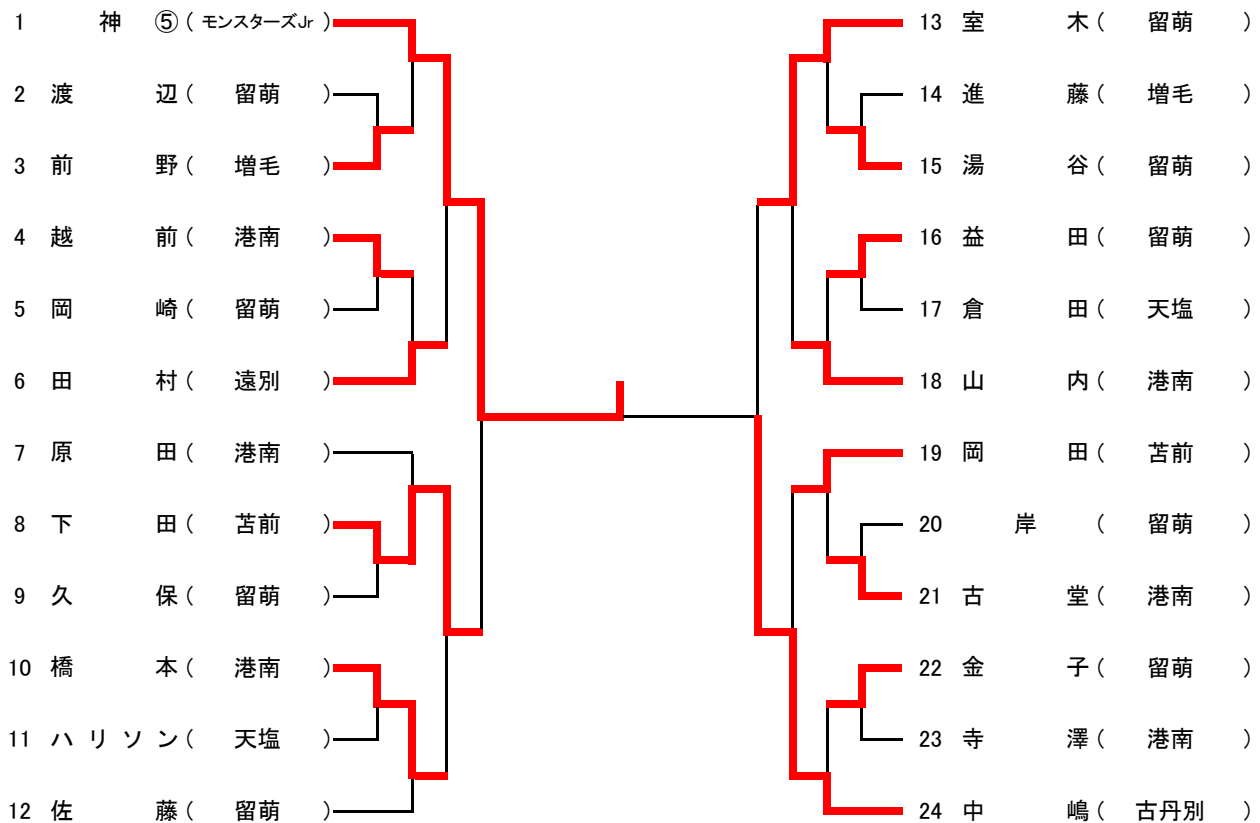 1 神 ⑤ ( モンスターズJr )
2 渡 辺 ( 留萌 )
3 前 野 ( 増毛 )
4 越 前 ( 港南 )
5 岡 崎 ( 留萌 )
6 田 村 ( 遠別 )
7 原 田 ( 港南 )
8 下 田 ( 苫前 )
9 久 保 ( 留萌 )
10 橋 本 ( 港南 )
11 ハ リ ソ ン ( 天塩 )
12 佐 藤 ( 留萌 )
13 室 木 ( 留萌 )
14 進 藤 ( 増毛 )
15 湯 谷 ( 留萌 )
16 益 田 ( 留萌 )
17 倉 田 ( 天塩 )
18 山 内 ( 港南 )
19 岡 田 ( 苫前 )
20 岸 ( 留萌 )
21 古 堂 ( 港南 )
22 金 子 ( 留萌 )
23 寺 澤 ( 港南 )
24 中 嶋 ( 古丹別 )